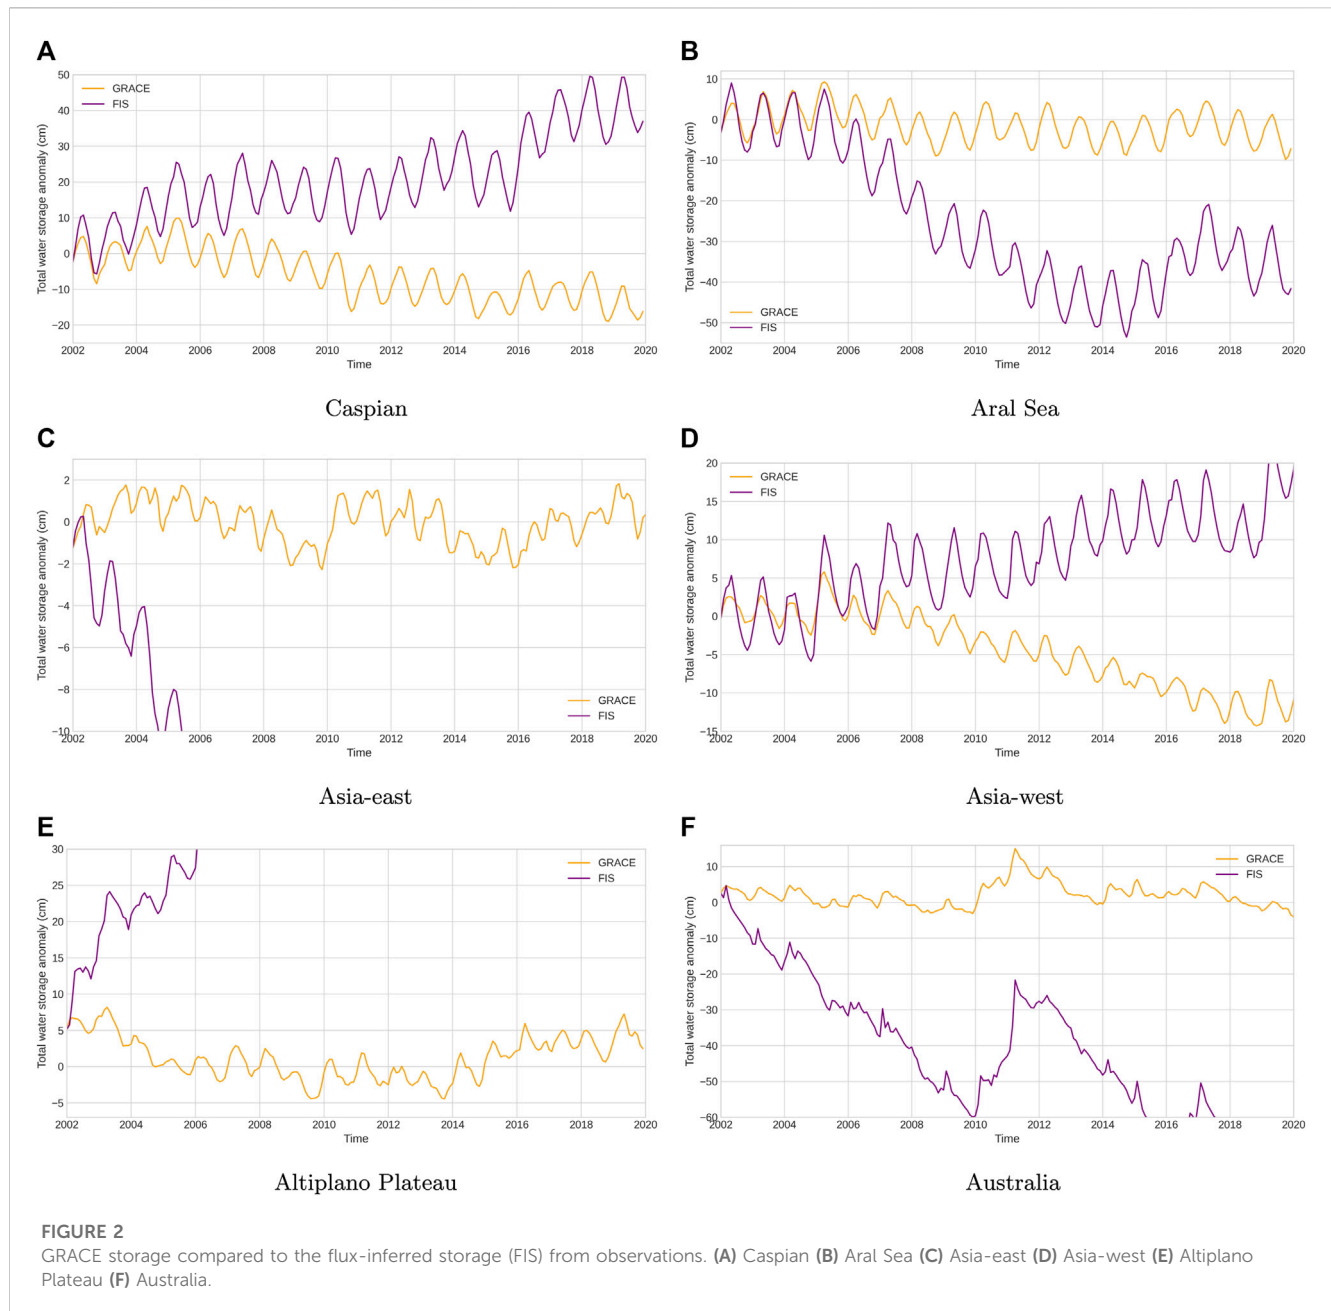 A
Total water storage anomaly (cm)
50
40
30
20
10
0
−10
−20
GRACE
FIS
2002 2004 2006 2008 2010 2012 2014 2016 2018 2020
Time
Caspian
B
Total water storage anomaly (cm)
10
0
−10
−20
−30
−40
−50
GRACE
FIS
2002 2004 2006 2008 2010 2012 2014 2016 2018 2020
Time
Aral Sea
C
Total water storage anomaly (cm)
2
0
−2
−4
−6
−8
−10
GRACE
FIS
2002 2004 2006 2008 2010 2012 2014 2016 2018 2020
Time
Asia-east
D
Total water storage anomaly (cm)
20
15
10
5
0
−5
−10
−15
GRACE
FIS
2002 2004 2006 2008 2010 2012 2014 2016 2018 2020
Time
Asia-west
E
Total water storage anomaly (cm)
30
25
20
15
10
5
0
−5
GRACE
FIS
2002 2004 2006 2008 2010 2012 2014 2016 2018 2020
Time
Altiplano Plateau
F
Total water storage anomaly (cm)
10
0
−10
−20
−30
−40
−50
−60
GRACE
FIS
2002 2004 2006 2008 2010 2012 2014 2016 2018 2020
Time
Australia
FIGURE 2
GRACE storage compared to the flux-inferred storage (FIS) from observations. (A) Caspian (B) Aral Sea (C) Asia-east (D) Asia-west (E) Altiplano
Plateau (F) Australia.